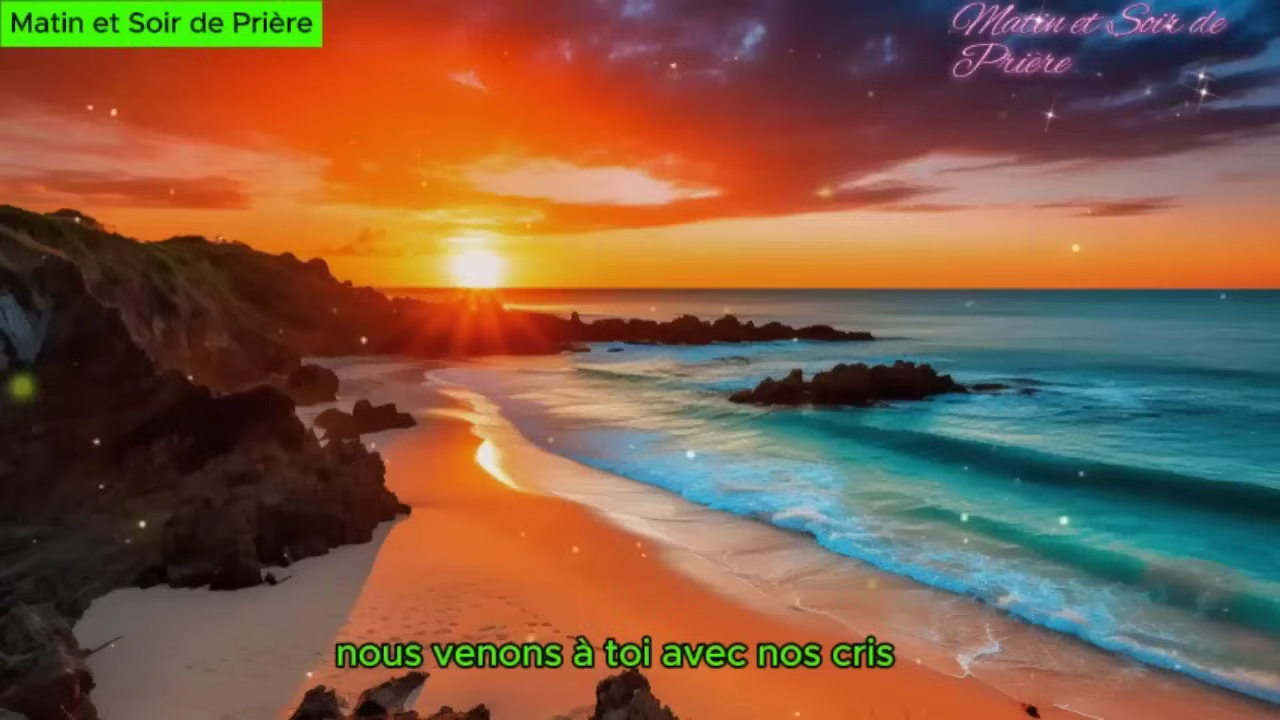 Matin et Soir de Prière
Matin et Soir de
Prière
nous venons à toi avec nos cris